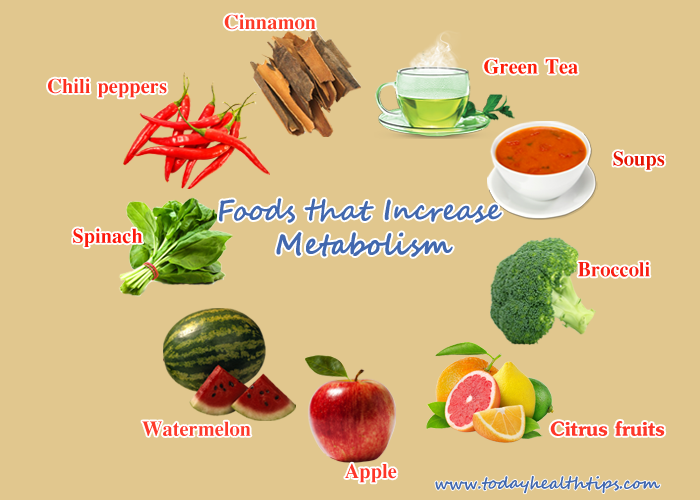 Cinnamon
Green Tea
Chili peppers
Soups
Foods that Increase
Metabolism
Spinach
Broccoli
Watermelon
Citrus fruits
Apple
www.todayhealthtips.com